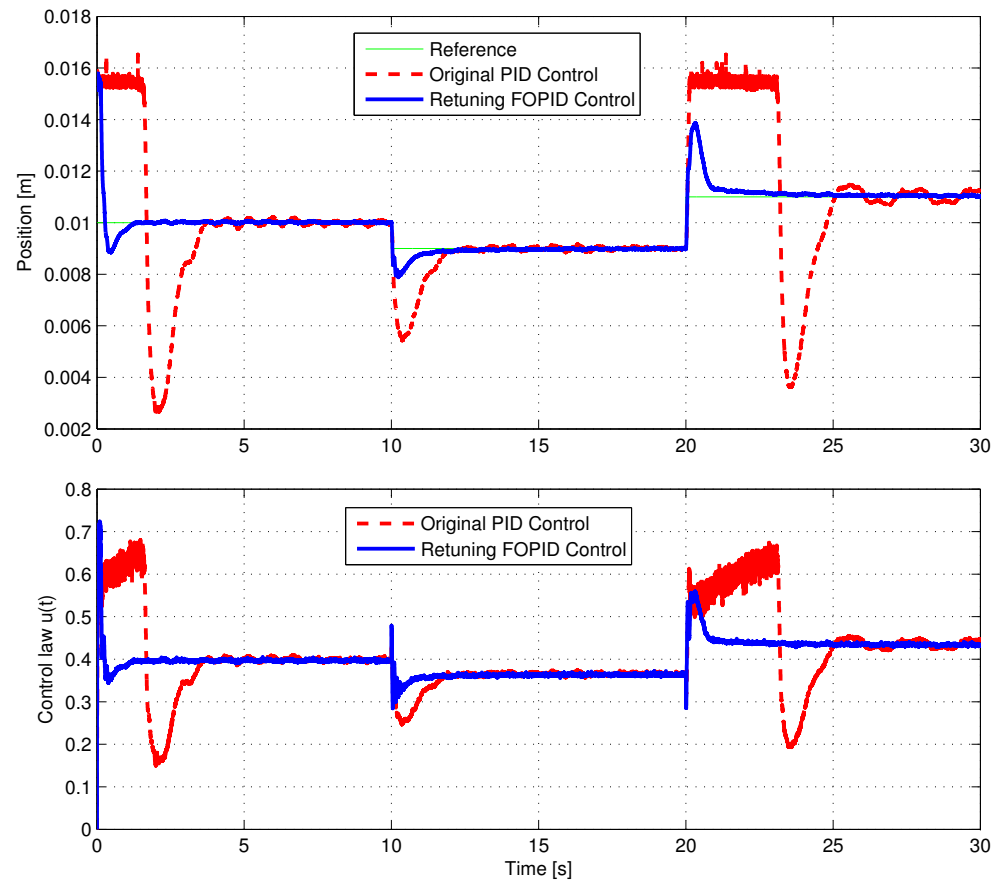 0.018
0.016
0.014
0.012
0.01
0.008
0.006
0.004
0.002
Position [m]
Reference
Original PID Control
Retuning FOPID Control
0 5 10 15 20 25 30
0.8
0.7
0.6
0.5
0.4
0.3
0.2
0.1
0
Control law u(t)
Original PID Control
Retuning FOPID Control
0 5 10 15 20 25 30
Time [s]